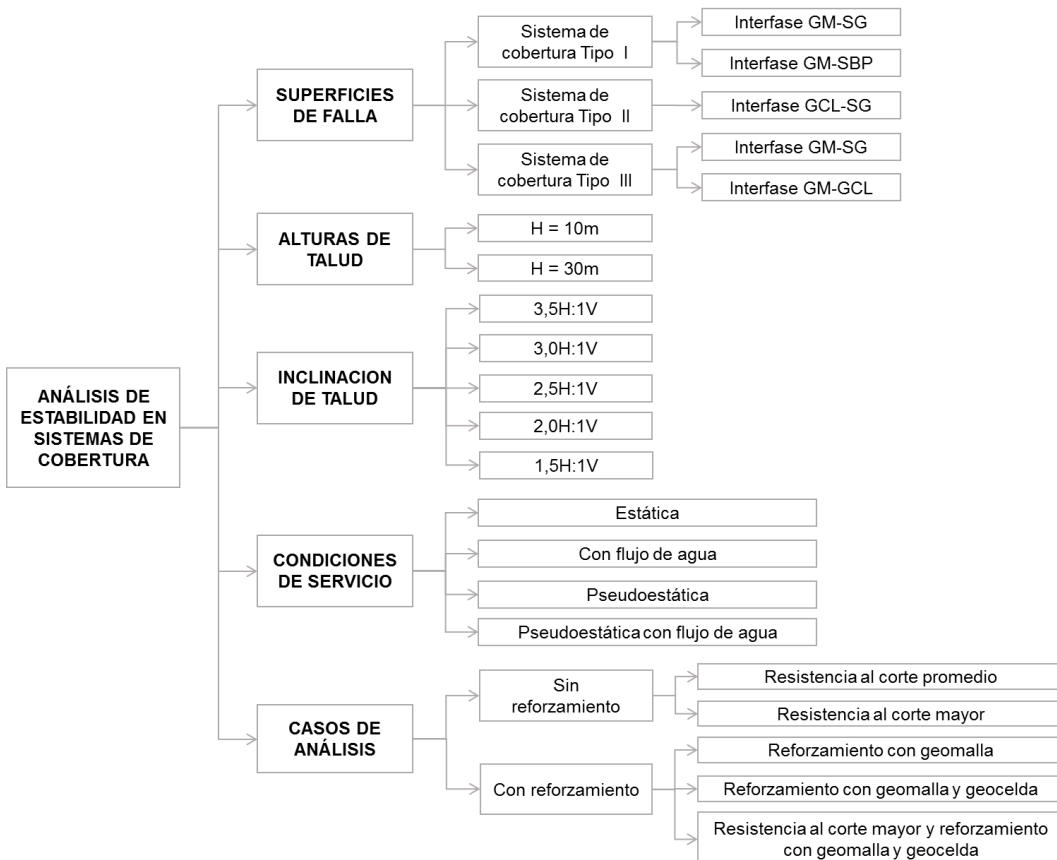 ANÁLISIS DE
ESTABILIDAD EN
SISTEMAS DE
COBERTURA
SUPERFICIES
DE FALLA
Sistema de
cobertura Tipo I
Interfase GM-SG
Interfase GM-SBP
Sistema de
cobertura Tipo II
Interfase GCL-SG
Sistema de
cobertura Tipo III
Interfase GM-SG
Interfase GM-GCL
ALTURAS DE
TALUD
H = 10m
H = 30m
INCLINACION
DE TALUD
3,5H:1V
3,0H:1V
2,5H:1V
2,0H:1V
1,5H:1V
CONDICIONES
DE SERVICIO
Estática
Con flujo de agua
Pseudoestática
Pseudoestática con flujo de agua
CASOS DE
ANÁLISIS
Sin
reforzamiento
Resistencia al corte promedio
Resistencia al corte mayor
Con reforzamiento
Reforzamiento con geomalla
Reforzamiento con geomalla y geocelda
Resistencia al corte mayor y reforzamiento
con geomalla y geocelda